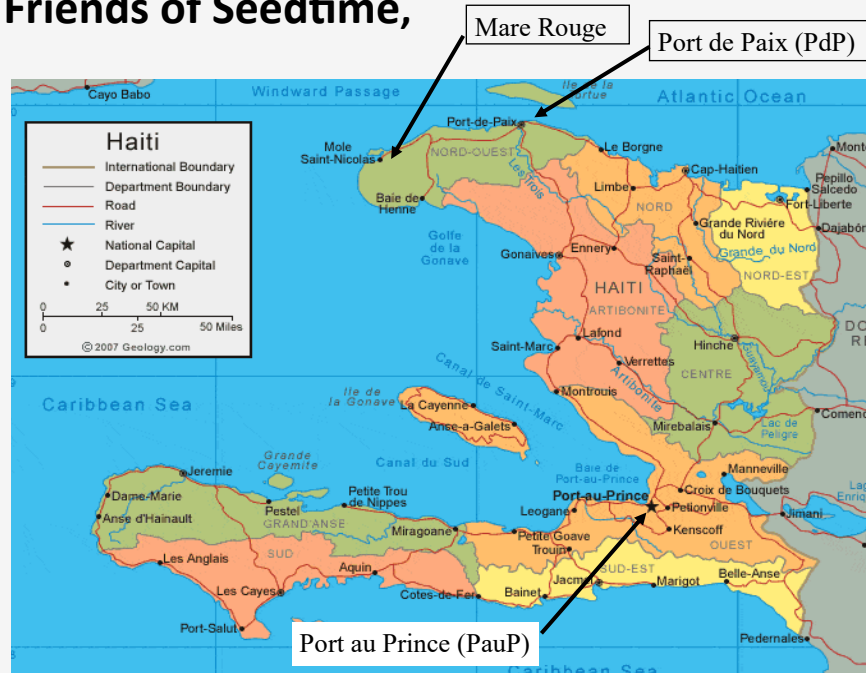 Friends of Seedtime,
Mare Rouge
Port de Paix (PdP)
Cayo Babo
Windward Passage
Ile de la
Atlantic Ocean
Haiti
International Boundary
Department Boundary
Road
River
National Capital
Department Capital
City or Town
0 25 50 KM
0 25 50 Miles
© 2007 Geology.com
Port-de-Paix
Mole
Saint-Nicolas
NORD-OUEST
Les Trois
Le Borgne
Cap-Haitien
Limbe
NORD
Baie de
Henne
Pepillo
Salcedo
Fort-Liberte
Grande Riviére
du Nord
Grande du Nord
NORD-EST
Golfe
de la
Gonave
Gonaives
Ennery
Saint-
Raphaël
HAITI
ARTIBONITE
Lafond
Saint-Marc
Verrettes
Artibonite
Hinche
Guayamou
CENTRE
Canal de Saint-Marc
Montrouis
Caribbean Sea
Ile de
la Gonave
La Cayenne
Anse-a-Galets
Mirebalais
Lac de
Peligre
Canal du Sud
Grande
Cayemite
Jeremie
Dame-Marie
Anse d'Hainault
Pestel
GRAND'ANSE
Petite Trou
de Nippes
Miragoane
Baie de
Port-au-Prince
Manneville
Port-au-Prince
Croix de Bouquets
Leogane
Petionville
Jimani
Kenscoff
Petite Goave
Trouin
OUEST
SUD
Les Anglais
Les Cayes
Aquin
Cotes-de-Fer
Bainet
Jacmel
SUD-EST
Marigot
Belle-Anse
Port-Salut
Pedernales
Port au Prince (PauP)
Caribbean Sea